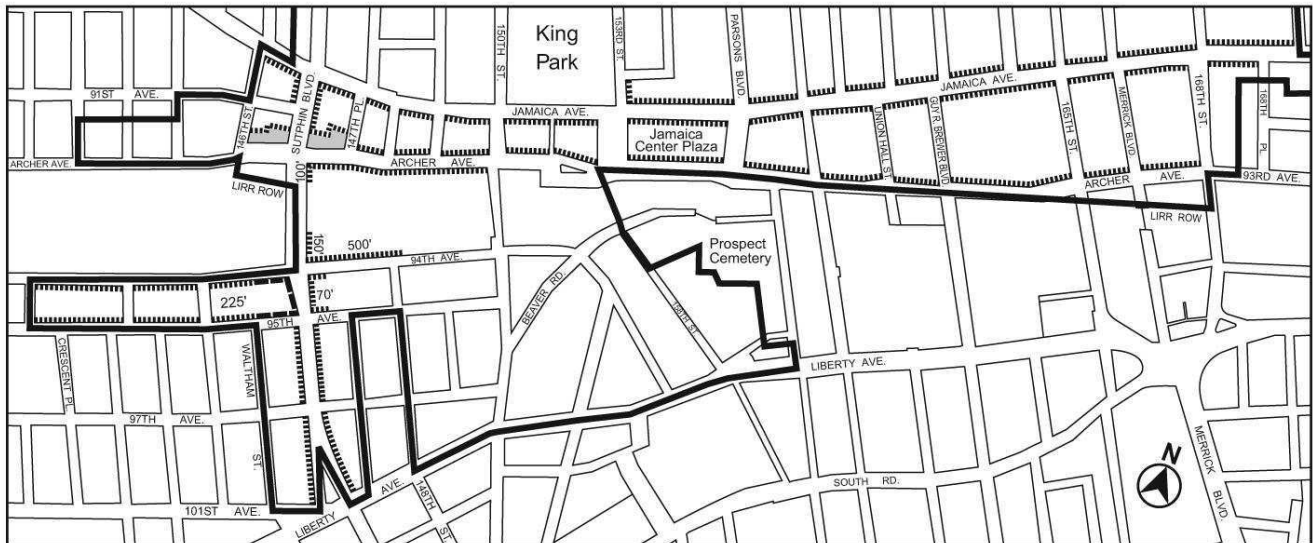 King
Park
150TH ST.
153RD ST.
PARSONS BLVD.
91ST AVE.
SUTPHIN BLVD.
146TH ST.
147TH PL.
JAMAICA AVE.
JAMAICA AVE.
Jamaica
Center Plaza
UNION HALL ST.
GUY R. BREWER BLVD.
165TH ST.
MERRICK BLVD.
168TH ST.
168TH PL.
ARCHER AVE.
LIRR ROW
100'
ARCHER AVE.
ARCHER AVE.
93RD AVE.
LIRR ROW
150'
500'
94TH AVE.
BEAVER RD.
Prospect
Cemetery
225'
70'
95TH AVE.
CRESCENT PL.
WALTHAM ST.
LIBERTY AVE.
97TH AVE.
101ST AVE.
LIBERTY AVE.
148TH ST.
SOUTH RD.
MERRICK BLVD.
N